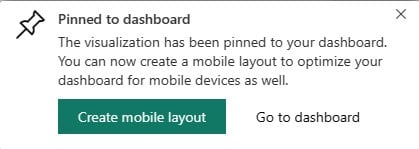 Pinned to dashboard
The visualization has been pinned to your dashboard.
You can now create a mobile layout to optimize your
dashboard for mobile devices as well.
Create mobile layout
Go to dashboard